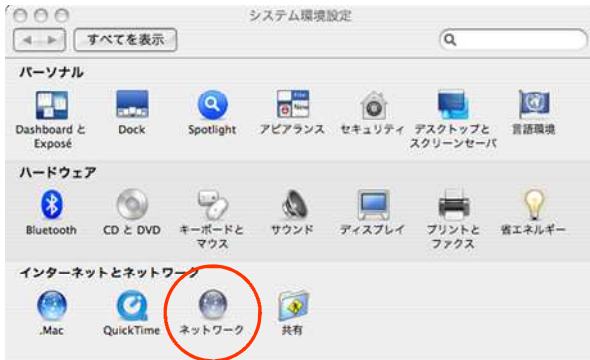 システム環境設定
すべてを表示
パーソナル
Dashboard と
Exposé
Dock
Spotlight
アピアランス
セキュリティ
デスクトップと
スクリーンセーバ
言語環境
ハードウェア
Bluetooth
CD と DVD
キーボードと
マウス
サウンド
ディスプレイ
プリントと
ファクス
省エネルギー
インターネットとネットワーク
.Mac
QuickTime
ネットワーク
共有